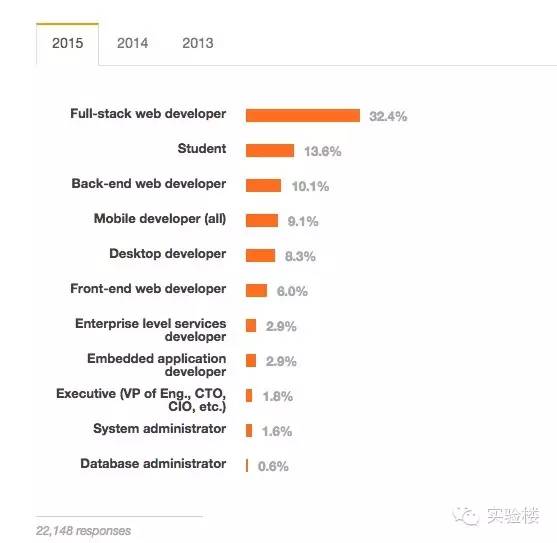 2015 2014 2013
Full-stack web developer 32.4%
Student 13.6%
Back-end web developer 10.1%
Mobile developer (all) 9.1%
Desktop developer 8.3%
Front-end web developer 6.0%
Enterprise level services
developer 2.9%
Embedded application
developer 2.9%
Executive (VP of Eng., CTO,
CIO, etc.) 1.8%
System administrator 1.6%
Database administrator 0.6%
22,148 responses
实验楼